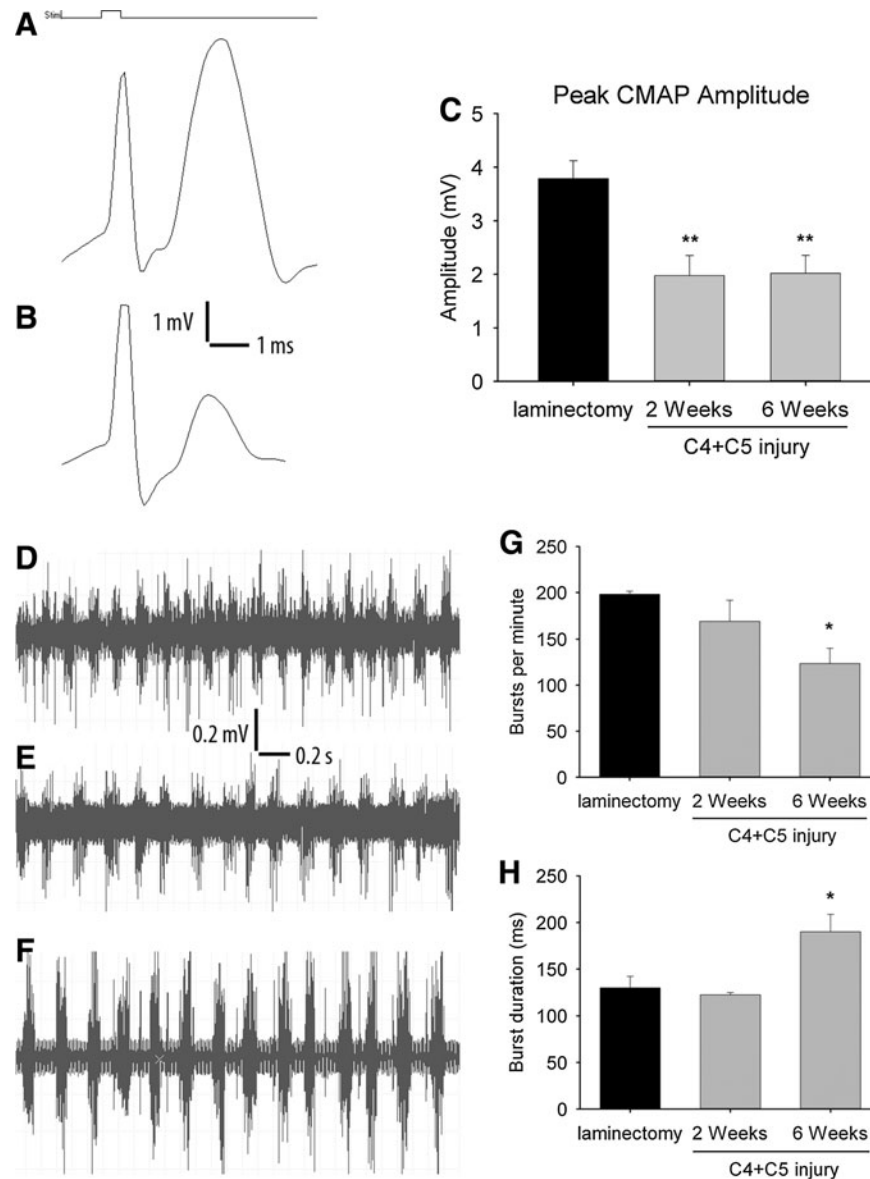 A
Stim
B
1 mV
1 ms
C
Peak CMAP Amplitude
5
4
3
2
1
0
Amplitude (mV)
**
**
laminectomy 2 Weeks 6 Weeks
C4+C5 injury
D
0.2 mV
0.2 s
E
F
G
250
200
150
100
50
0
Bursts per minute
*
laminectomy 2 Weeks 6 Weeks
C4+C5 injury
H
250
200
150
100
50
0
Burst duration (ms)
*
laminectomy 2 Weeks 6 Weeks
C4+C5 injury